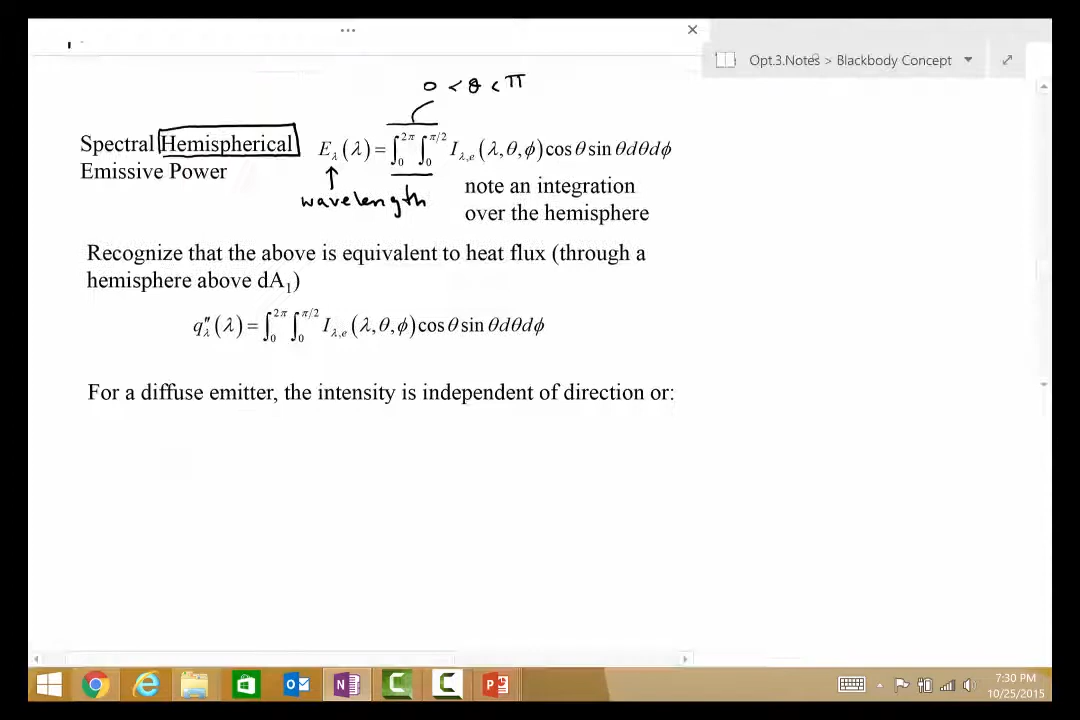 Opt.3.Notes > Blackbody Concept
0 < θ < π
Spectral Hemispherical
Emissive Power
E_λ(λ) = ∫_0^{2π} ∫_0^{π/2} I_{λ,e}(λ,θ,ϕ) cos θ sin θ dθ dϕ
wavelength
note an integration
over the hemisphere
Recognize that the above is equivalent to heat flux (through a
hemisphere above dA₁)
q″_λ(λ) = ∫_0^{2π} ∫_0^{π/2} I_{λ,e}(λ,θ,ϕ) cos θ sin θ dθ dϕ
For a diffuse emitter, the intensity is independent of direction or:
7:30 PM
10/25/2015